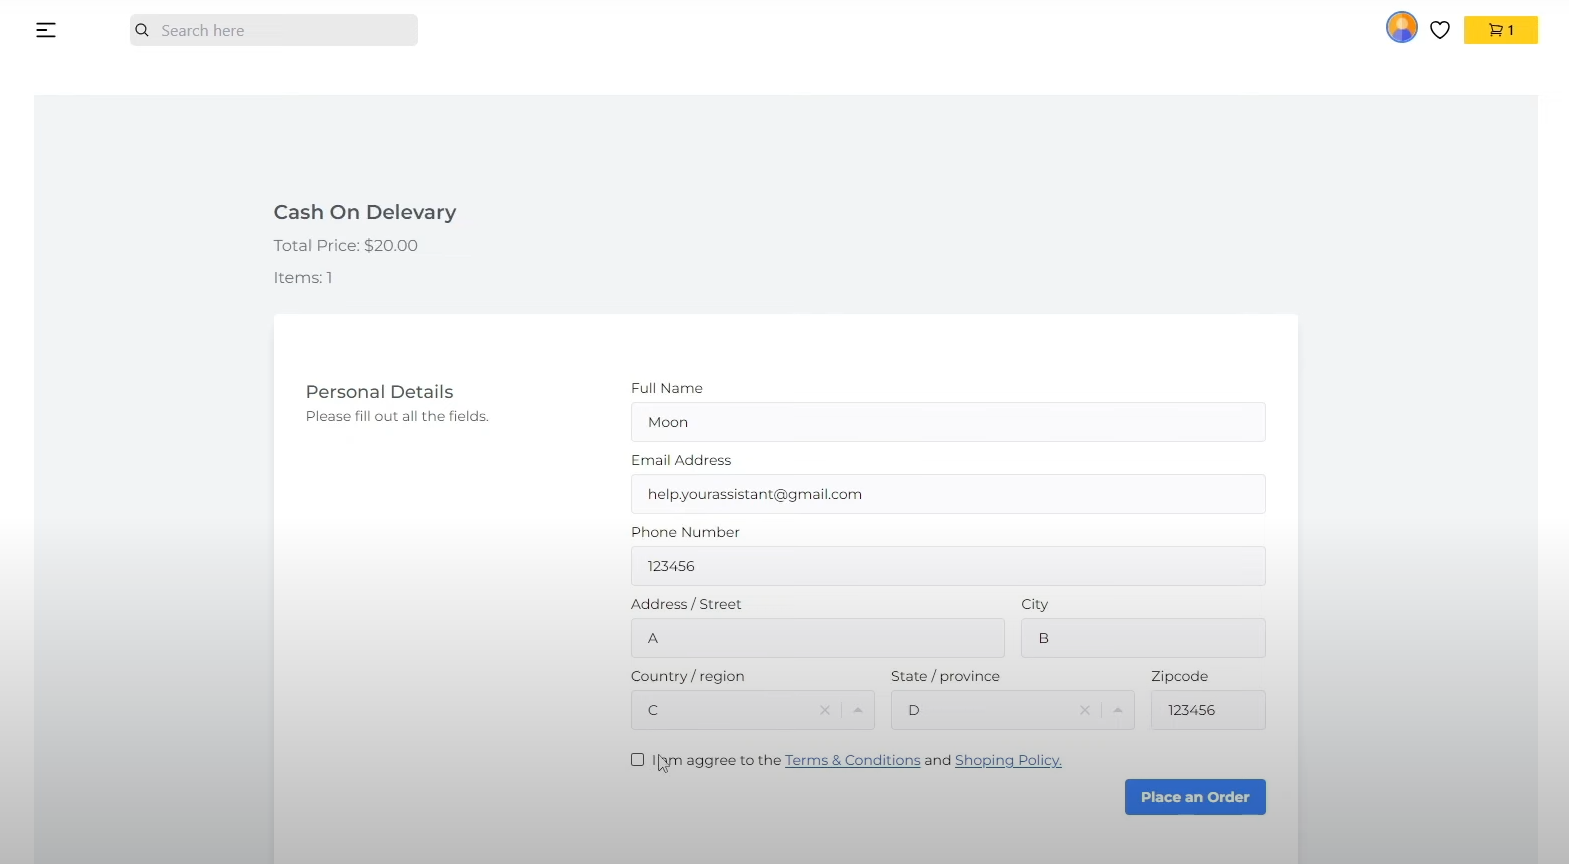 Search here
1
Cash On Delevary
Total Price: $20.00
Items: 1
Personal Details
Please fill out all the fields.
Full Name
Moon
Email Address
help.yourassistant@gmail.com
Phone Number
123456
Address / Street
City
A
B
Country / region
State / province
Zipcode
C
D
123456
I am aggree to the Terms & Conditions and Shoping Policy.
Place an Order